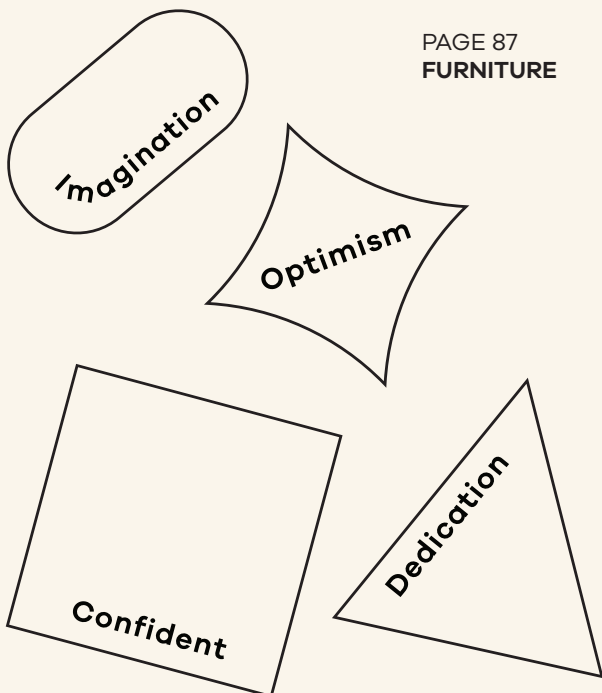 PAGE 87
FURNITURE
Imagination
Optimism
Confident
Dedication